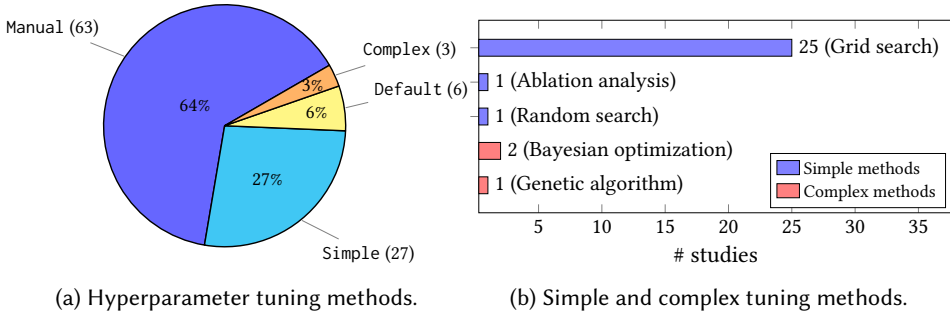 Manual (63)
Complex (3)
Default (6)
Simple (27)
64%
3%
6%
27%
(a) Hyperparameter tuning methods.
25 (Grid search)
1 (Ablation analysis)
1 (Random search)
2 (Bayesian optimization)
1 (Genetic algorithm)
Simple methods
Complex methods
5 10 15 20 25 30 35
# studies
(b) Simple and complex tuning methods.